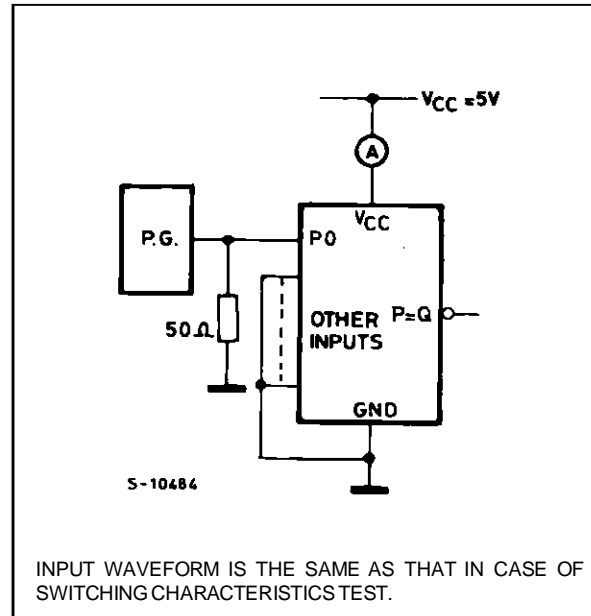 VCC =5V
A
VCC
P.G.
P0
P=Q
50Ω
OTHER
INPUTS
GND
S-10484
INPUT WAVEFORM IS THE SAME AS THAT IN CASE OF
SWITCHING CHARACTERISTICS TEST.